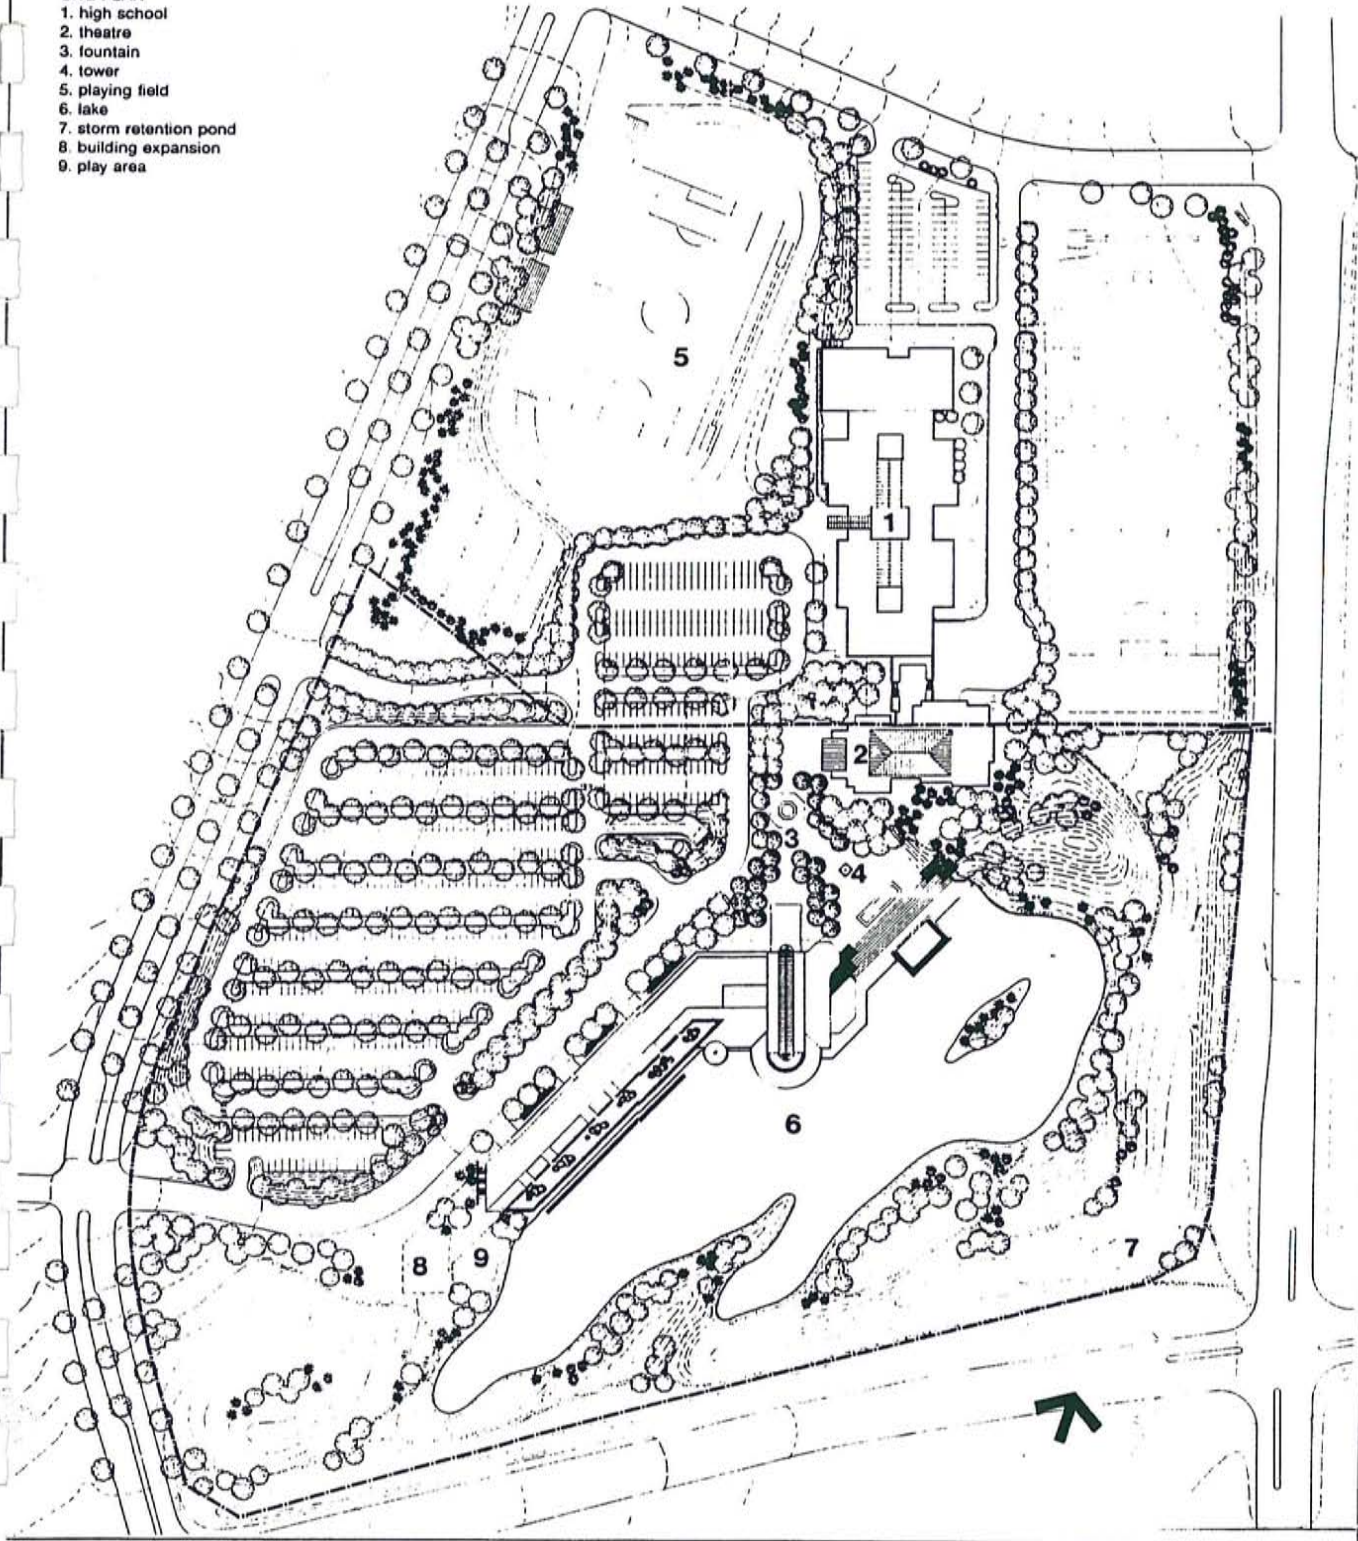 1. high school
2. theatre
3. fountain
4. tower
5. playing field
6. lake
7. storm retention pond
8. building expansion
9. play area
5
1
2
3
4
6
7
8
9